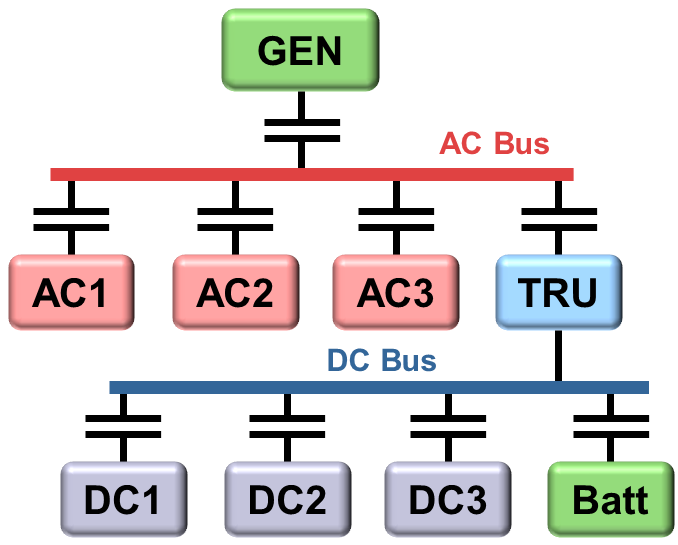 GEN
AC Bus
AC1
AC2
AC3
TRU
DC Bus
DC1
DC2
DC3
Batt